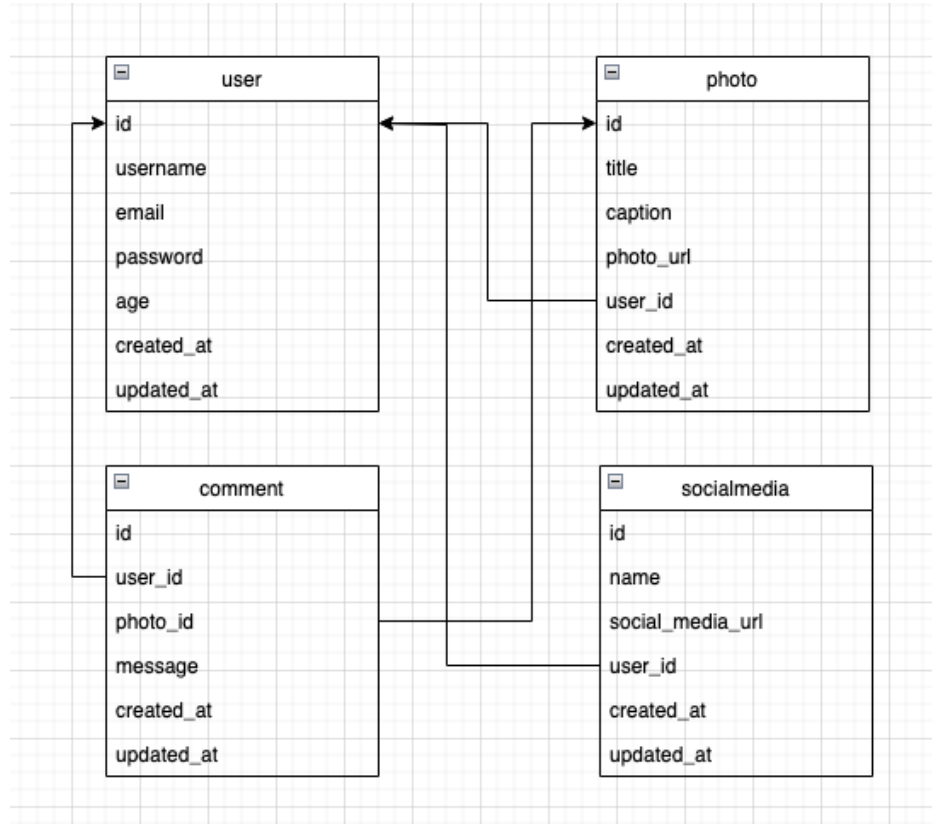 user
id
username
email
password
age
created_at
updated_at
photo
id
title
caption
photo_url
user_id
created_at
updated_at
comment
id
user_id
photo_id
message
created_at
updated_at
socialmedia
id
name
social_media_url
user_id
created_at
updated_at